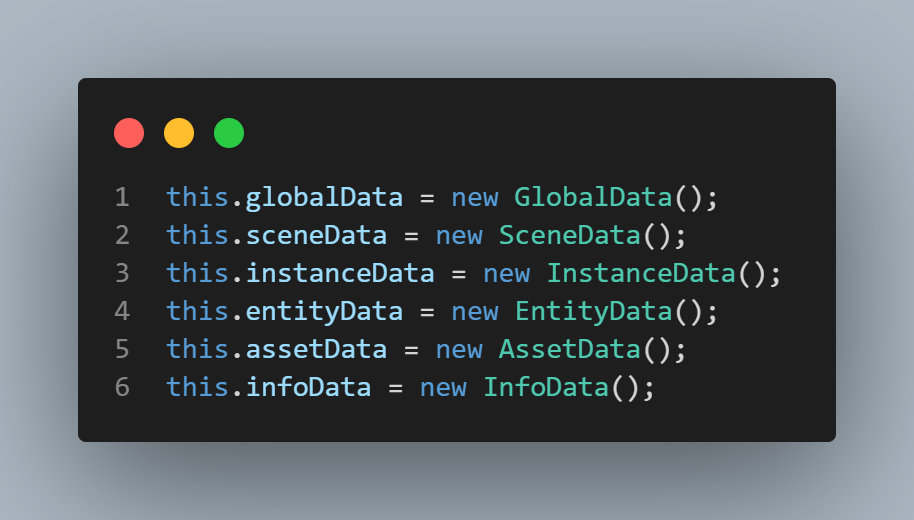 1 this.globalData = new GlobalData();
2 this.sceneData = new SceneData();
3 this.instanceData = new InstanceData();
4 this.entityData = new EntityData();
5 this.assetData = new AssetData();
6 this.infoData = new InfoData();